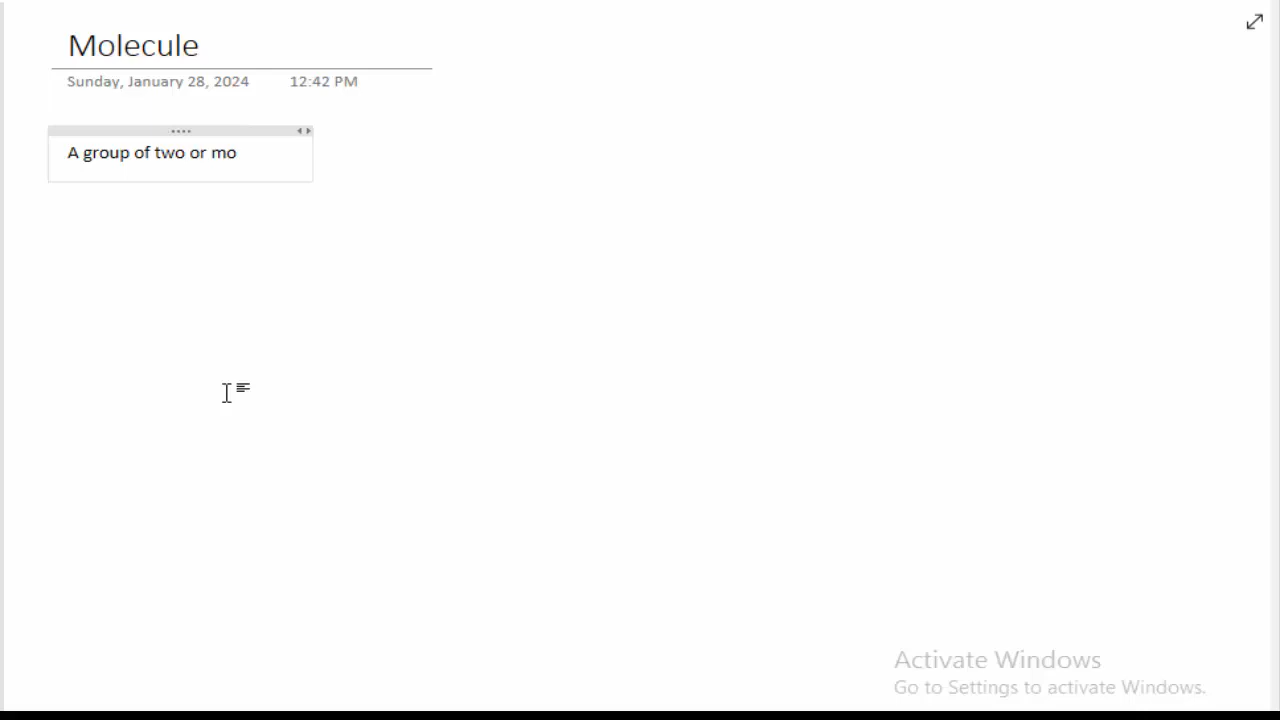 Molecule
Sunday, January 28, 2024 12:42 PM
A group of two or mo
Activate Windows
Go to Settings to activate Windows.